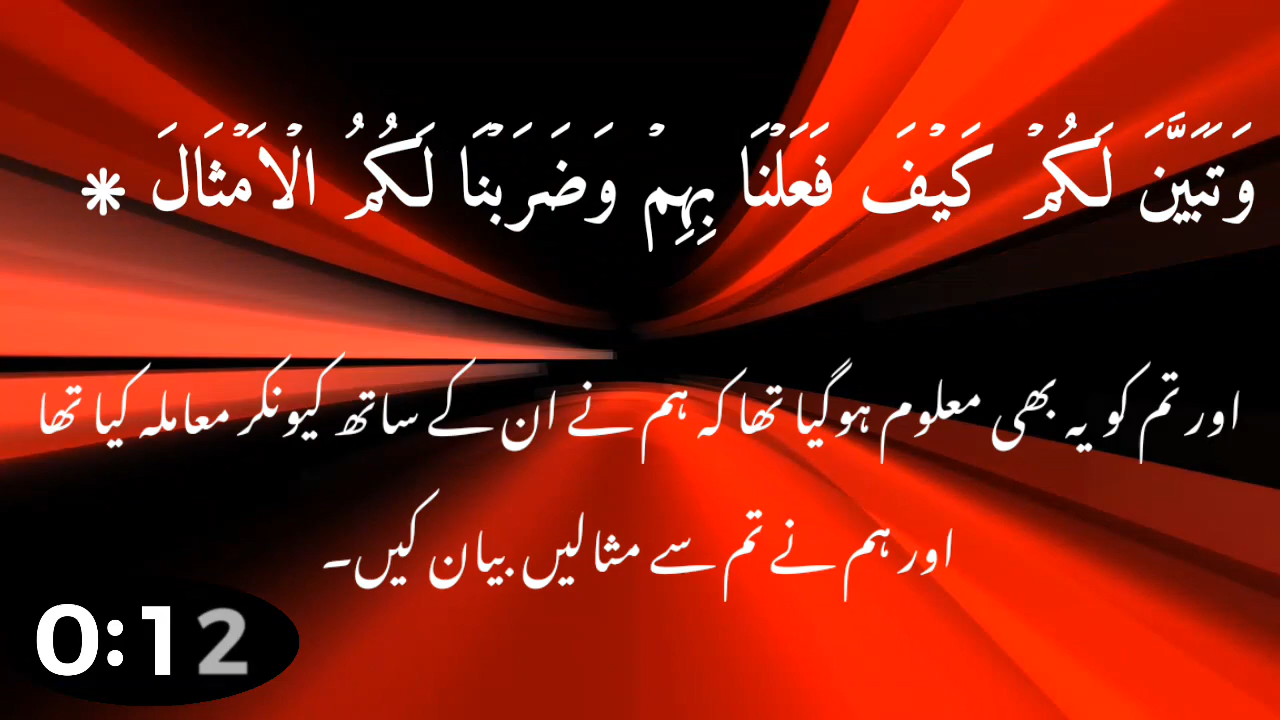 وَتَبَيَّنَ لَكُمۡ كَيۡفَ فَعَلۡنَا بِهِمۡ وَضَرَبۡنَا لَكُمُ الۡاَمۡثَالَ *
اور تم کو یہ بھی معلوم ہوگیا تھا کہ ہم نے ان کے ساتھ کیونکر معاملہ کیا تھا
اور ہم نے تم سے مثالیں بیان کیں۔
0:12